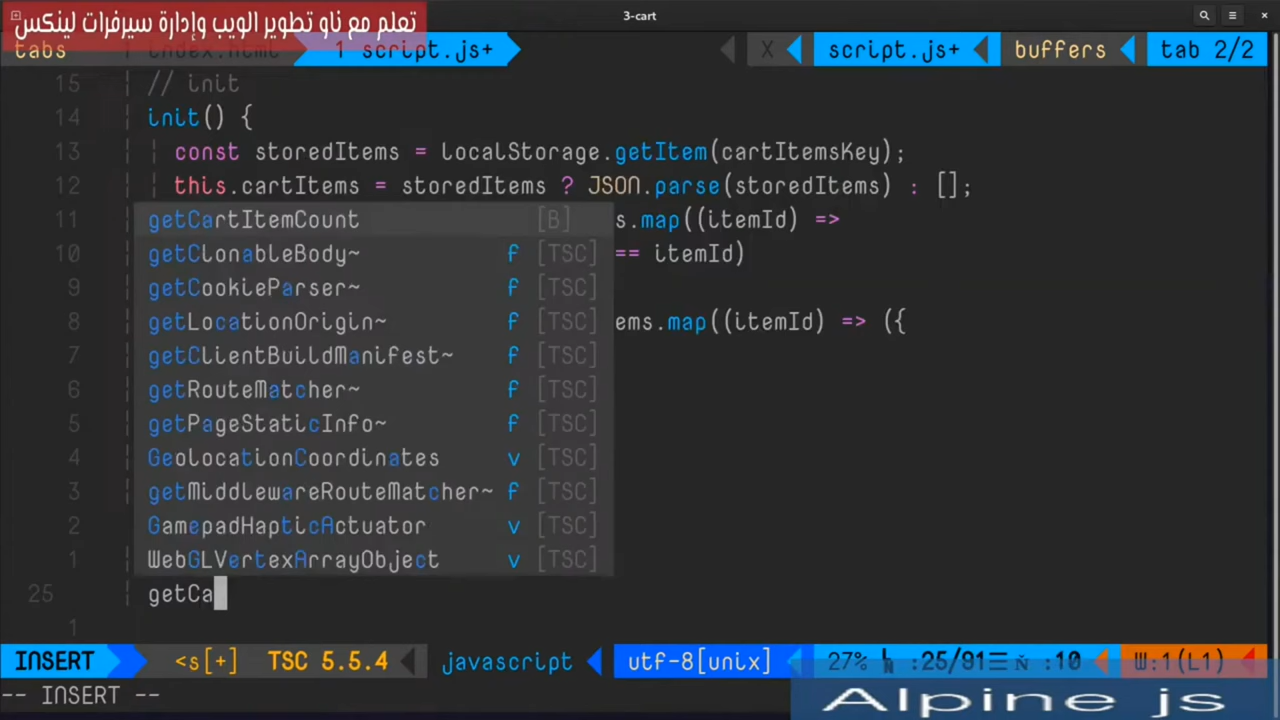 3-cart
تعلم مع ناو تطوير الويب وإدارة سيرفرات لينكس
tabs index.html 1 script.js+ X script.js+ buffers tab 2/2
15 // init
14 init() {
13 const storedItems = localStorage.getItem(cartItemsKey);
12 this.cartItems = storedItems ? JSON.parse(storedItems) : [];
11 getCartItemCount [B] s.map((itemId) =>
10 getClonableBody~ f [TSC] == itemId)
9 getCookieParser~ f [TSC]
8 getLocationOrigin~ f [TSC] ems.map((itemId) => ({
7 getClientBuildManifest~ f [TSC]
6 getRouteMatcher~ f [TSC]
5 getPageStaticInfo~ f [TSC]
4 GeolocationCoordinates v [TSC]
3 getMiddlewareRouteMatcher~ f [TSC]
2 GamepadHapticActuator v [TSC]
1 WebGLVertexArrayObject v [TSC]
25 getCa
1
INSERT <s[+] TSC 5.5.4 javascript utf-8[unix] 27% :25/91 :10 W:1(L1)
-- INSERT --
Alpine js